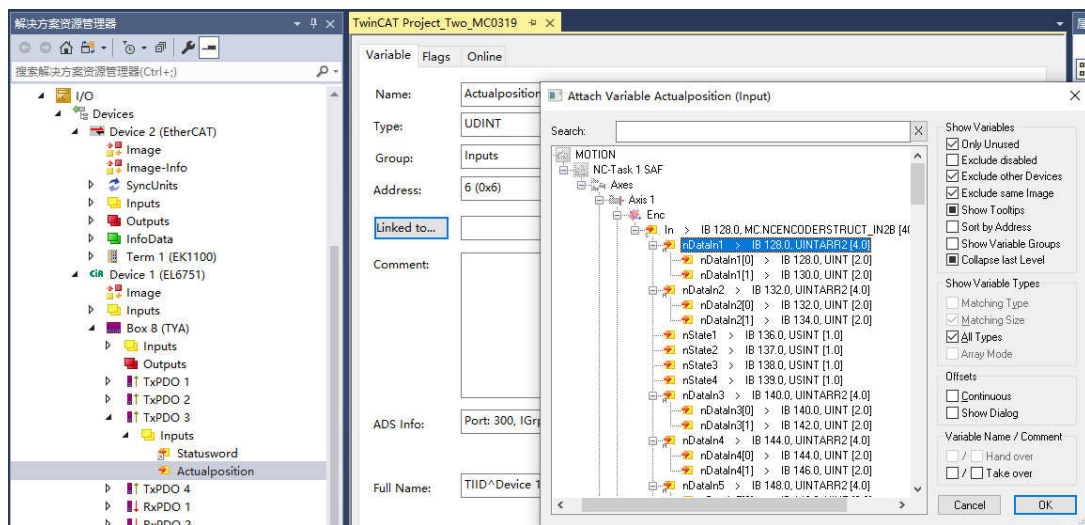 解决方案资源管理器
搜索解决方案资源管理器(Ctrl+;)
I/O
Devices
Device 2 (EtherCAT)
Image
Image-Info
SyncUnits
Inputs
Outputs
InfoData
Term 1 (EK1100)
Device 1 (EL6751)
Image
Inputs
Box 8 (TYA)
Inputs
Outputs
TxPDO 1
TxPDO 2
TxPDO 3
Inputs
Statusword
Actualposition
TxPDO 4
RxPDO 1
RxPDO 2
TwinCAT Project_Two_MC0319
Variable Flags Online
Name: Actualposition
Type: UDINT
Group: Inputs
Address: 6 (0x6)
Linked to...
Comment:
ADS Info: Port: 300, IGrp
Full Name: TIID^Device 1
Attach Variable Actualposition (Input)
Search:
MOTION
NC-Task 1 SAF
Axes
Axis 1
Enc
In > IB 128.0, MC.NCENCODERSTRUCT_IN2B [4(
nDataIn1 > IB 128.0, UINTARR2 [4.0]
nDataIn1[0] > IB 128.0, UINT [2.0]
nDataIn1[1] > IB 130.0, UINT [2.0]
nDataIn2 > IB 132.0, UINTARR2 [4.0]
nDataIn2[0] > IB 132.0, UINT [2.0]
nDataIn2[1] > IB 134.0, UINT [2.0]
nState1 > IB 136.0, USINT [1.0]
nState2 > IB 137.0, USINT [1.0]
nState3 > IB 138.0, USINT [1.0]
nState4 > IB 139.0, USINT [1.0]
nDataIn3 > IB 140.0, UINTARR2 [4.0]
nDataIn3[0] > IB 140.0, UINT [2.0]
nDataIn3[1] > IB 142.0, UINT [2.0]
nDataIn4 > IB 144.0, UINTARR2 [4.0]
nDataIn4[0] > IB 144.0, UINT [2.0]
nDataIn4[1] > IB 146.0, UINT [2.0]
nDataIn5 > IB 148.0, UINTARR2 [4.0]
Show Variables
Only Unused
Exclude disabled
Exclude other Devices
Exclude same Image
Show Tooltips
Sort by Address
Show Variable Groups
Collapse last Level
Show Variable Types
Matching Type
Matching Size
All Types
Array Mode
Offsets
Continuous
Show Dialog
Variable Name / Comment
/ Hand over
/ Take over
Cancel OK